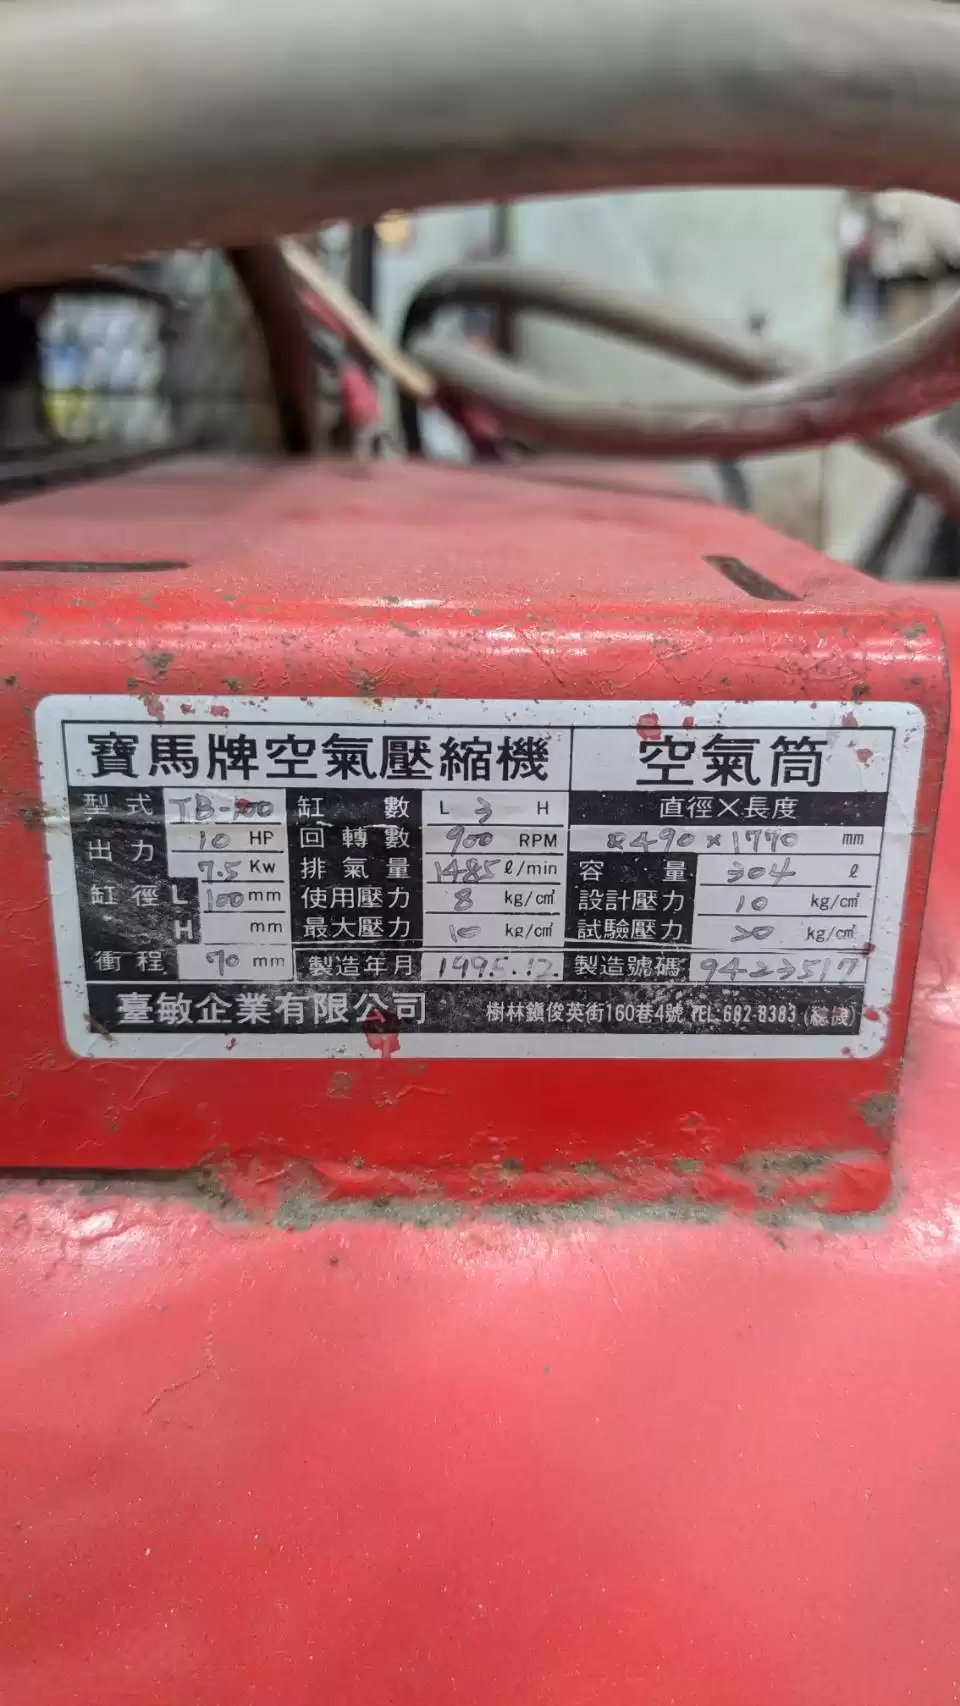 寶馬牌空氣壓縮機 空氣筒
型式 TB-100 缸數 L 3 H 直徑X長度
出力 10 HP 回轉數 900 RPM 490 × 1770 mm
7.5 Kw 排氣量 1485 ℓ/min 容量 304 ℓ
缸徑 L 100 mm 使用壓力 8 kg/cm² 設計壓力 10 kg/cm²
H mm 最大壓力 10 kg/cm² 試驗壓力 20 kg/cm²
衝程 70 mm 製造年月 1995.12. 製造號碼 9423517
臺敏企業有限公司 樹林鎮俊英街160巷4號 TEL:682-8383